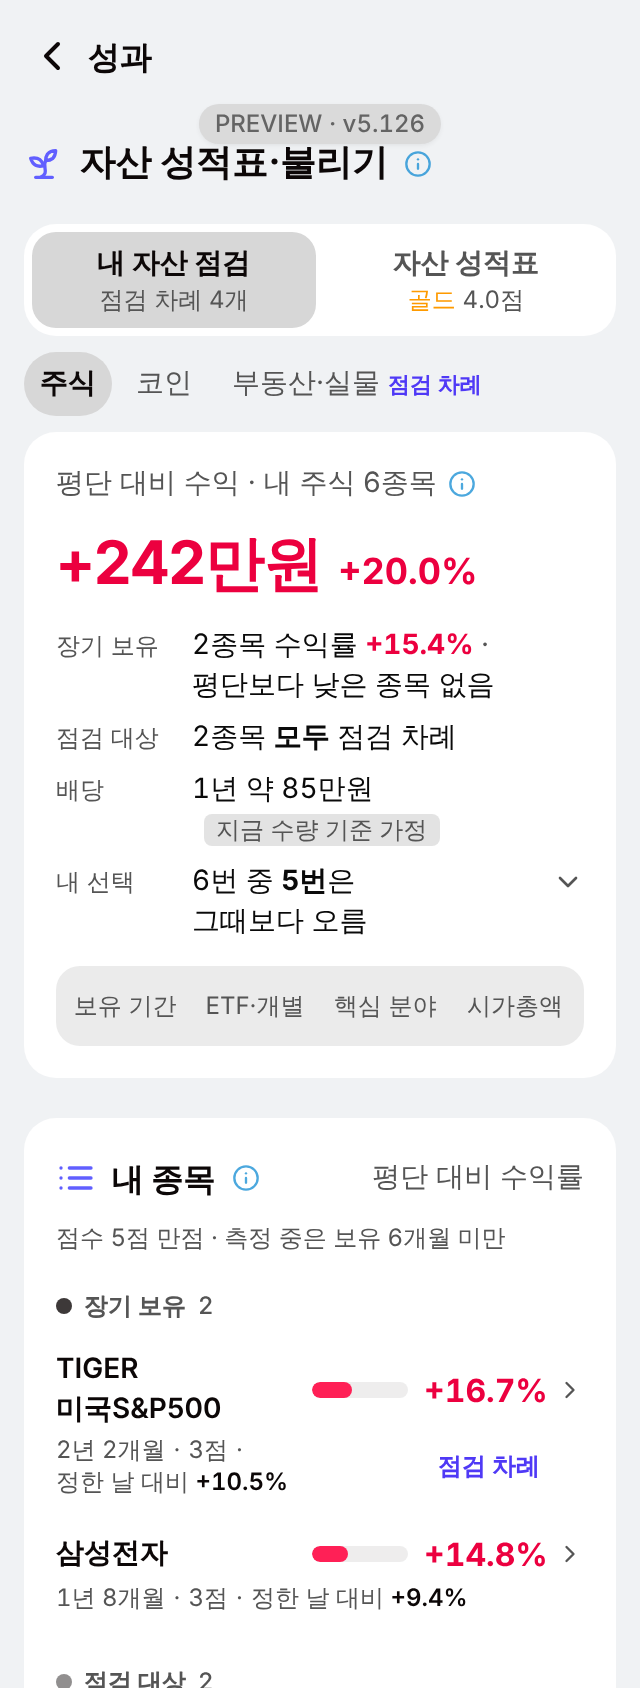 성과
PREVIEW · v5.126
자산 성적표·불리기
내 자산 점검
점검 차례 4개
자산 성적표
골드 4.0점
주식 코인 부동산·실물 점검 차례
평단 대비 수익 · 내 주식 6종목
+242만원 +20.0%
장기 보유 2종목 수익률 +15.4% ·
평단보다 낮은 종목 없음
점검 대상 2종목 모두 점검 차례
배당 1년 약 85만원
지금 수량 기준 가정
내 선택 6번 중 5번은
그때보다 오름
보유 기간 ETF·개별 핵심 분야 시가총액
내 종목 평단 대비 수익률
점수 5점 만점 · 측정 중은 보유 6개월 미만
장기 보유 2
TIGER
미국S&P500
+16.7%
2년 2개월 · 3점 ·
정한 날 대비 +10.5%
점검 차례
삼성전자 +14.8%
1년 8개월 · 3점 · 정한 날 대비 +9.4%
점검 대상 2